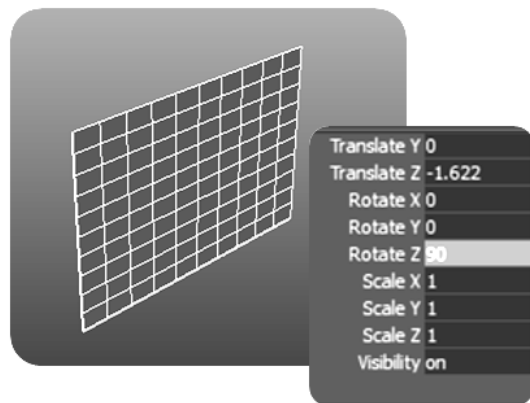 Translate Y 0
Translate Z -1.622
Rotate X 0
Rotate Y 0
Rotate Z 90
Scale X 1
Scale Y 1
Scale Z 1
Visibility on